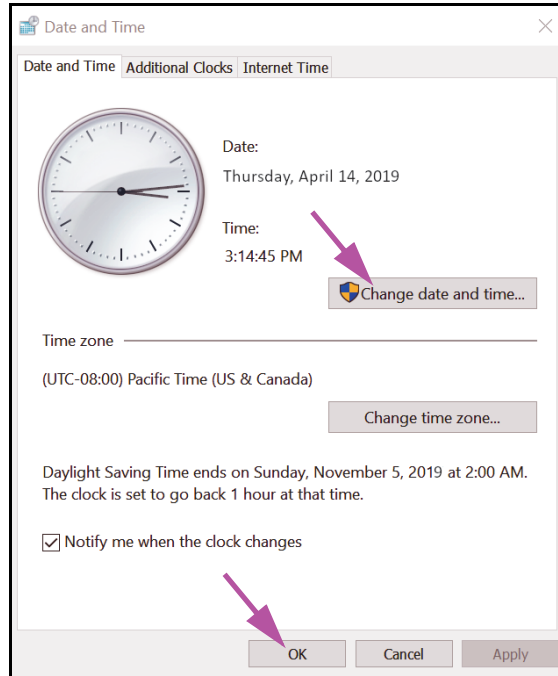 Date and Time
Date and Time Additional Clocks Internet Time
Date:
Thursday, April 14, 2019
Time:
3:14:45 PM
Change date and time...
Time zone
(UTC-08:00) Pacific Time (US & Canada)
Change time zone...
Daylight Saving Time ends on Sunday, November 5, 2019 at 2:00 AM.
The clock is set to go back 1 hour at that time.
Notify me when the clock changes
OK Cancel Apply